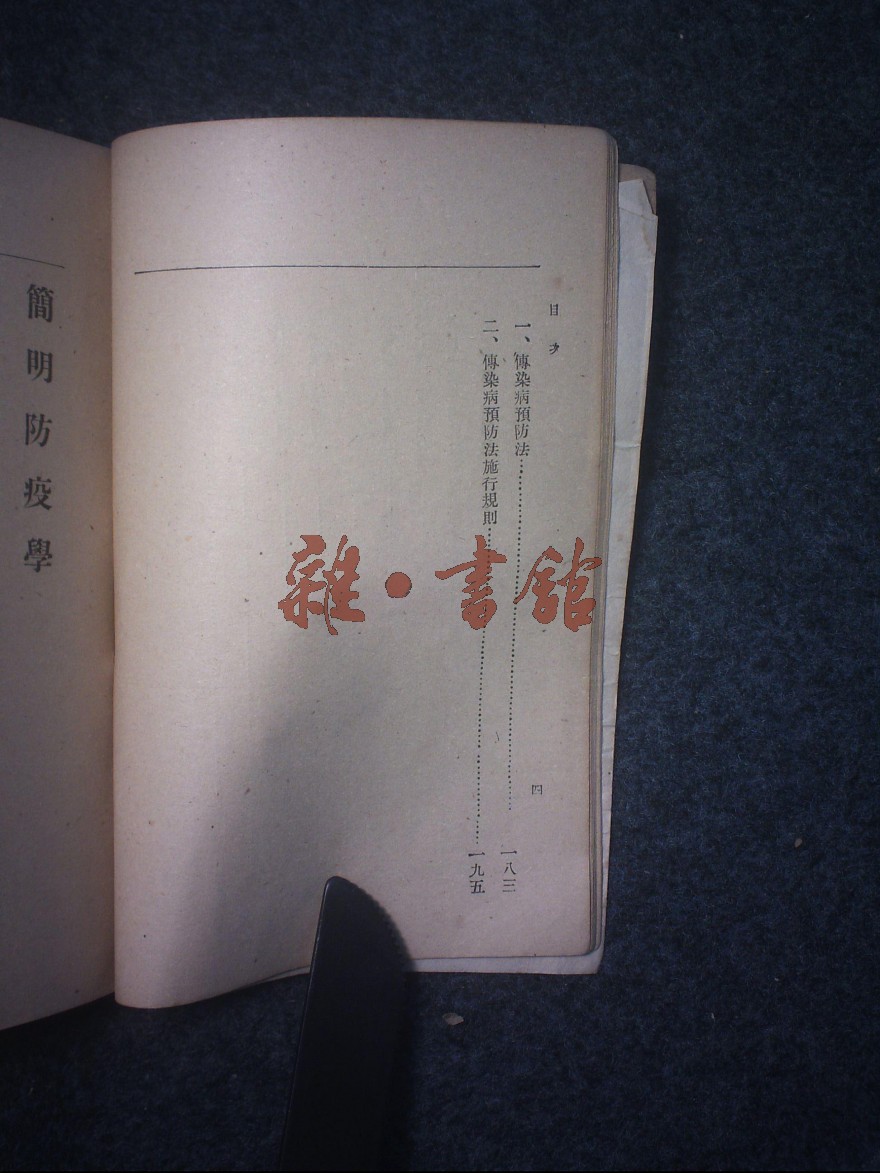 目次
四
一、傳染病預防法…………一八三
二、傳染病預防法施行規則…………一九五
簡明防疫學
雜·書館